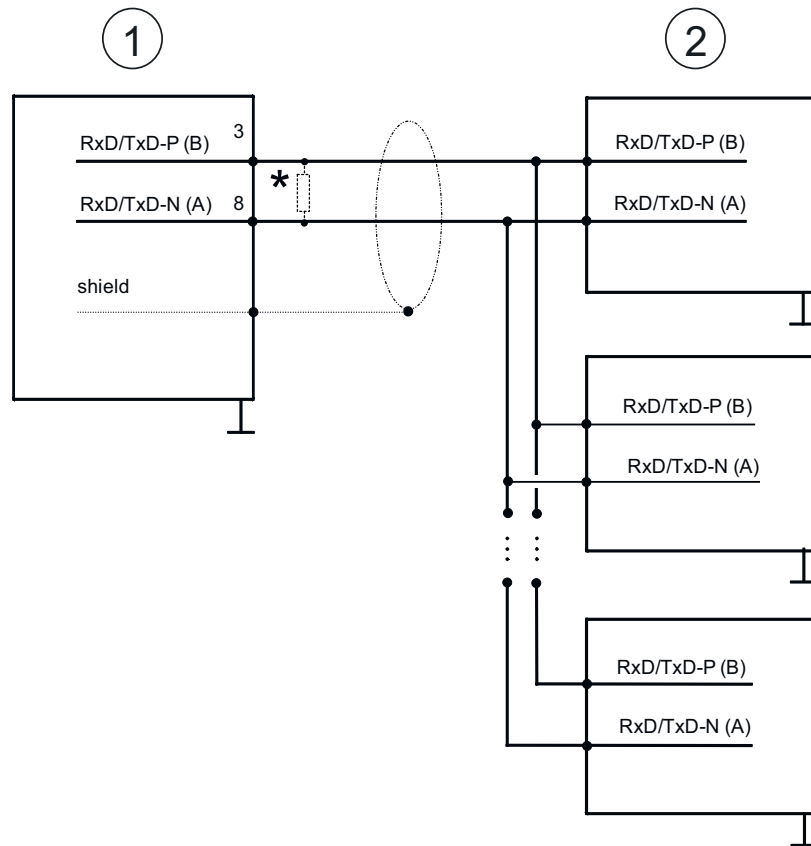 1
2
RxD/TxD-P (B) 3
*
RxD/TxD-N (A) 8
shield
RxD/TxD-P (B)
RxD/TxD-N (A)
RxD/TxD-P (B)
RxD/TxD-N (A)
RxD/TxD-P (B)
RxD/TxD-N (A)